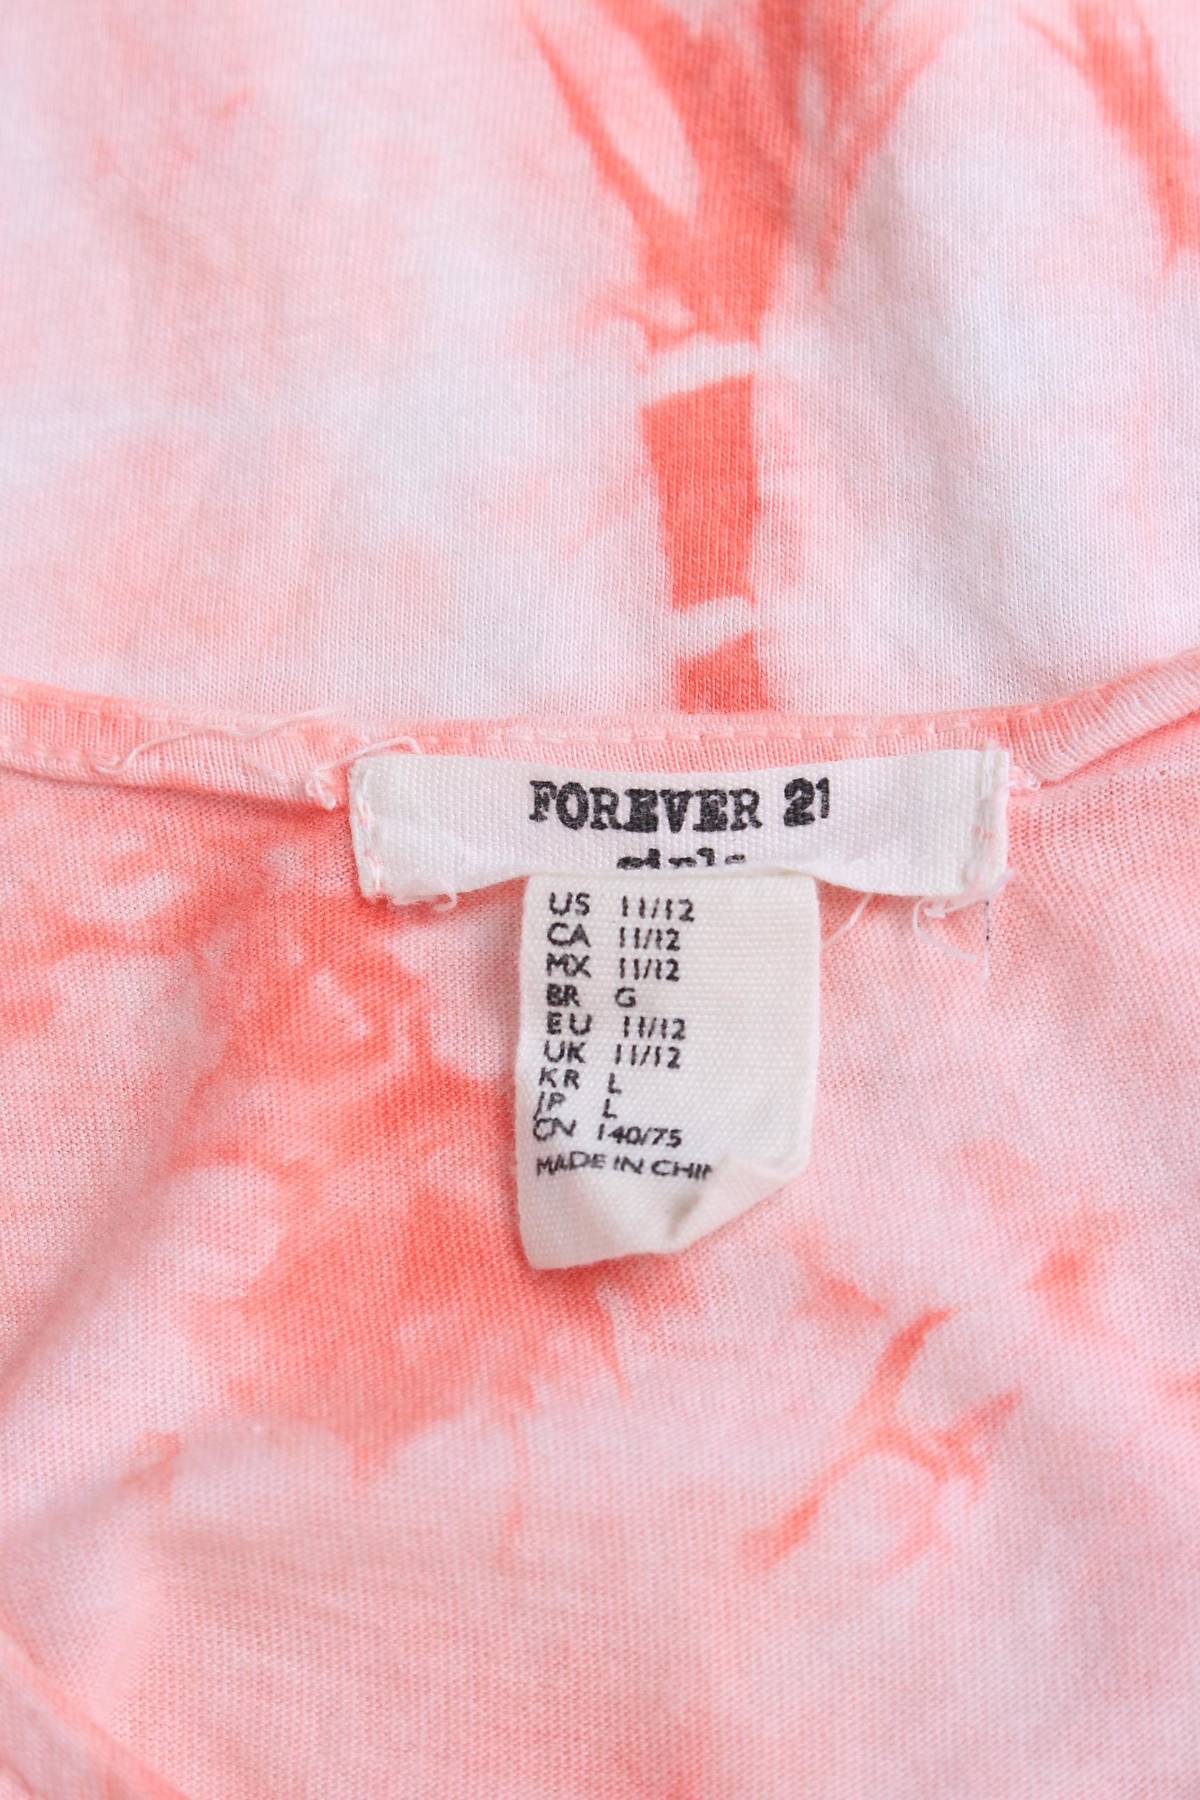 FOREVER 21
girls
US 11/12
CA 11/12
MX 11/12
BR G
EU 11/12
UK 11/12
KR L
JP L
CN 140/75
MADE IN CHIN